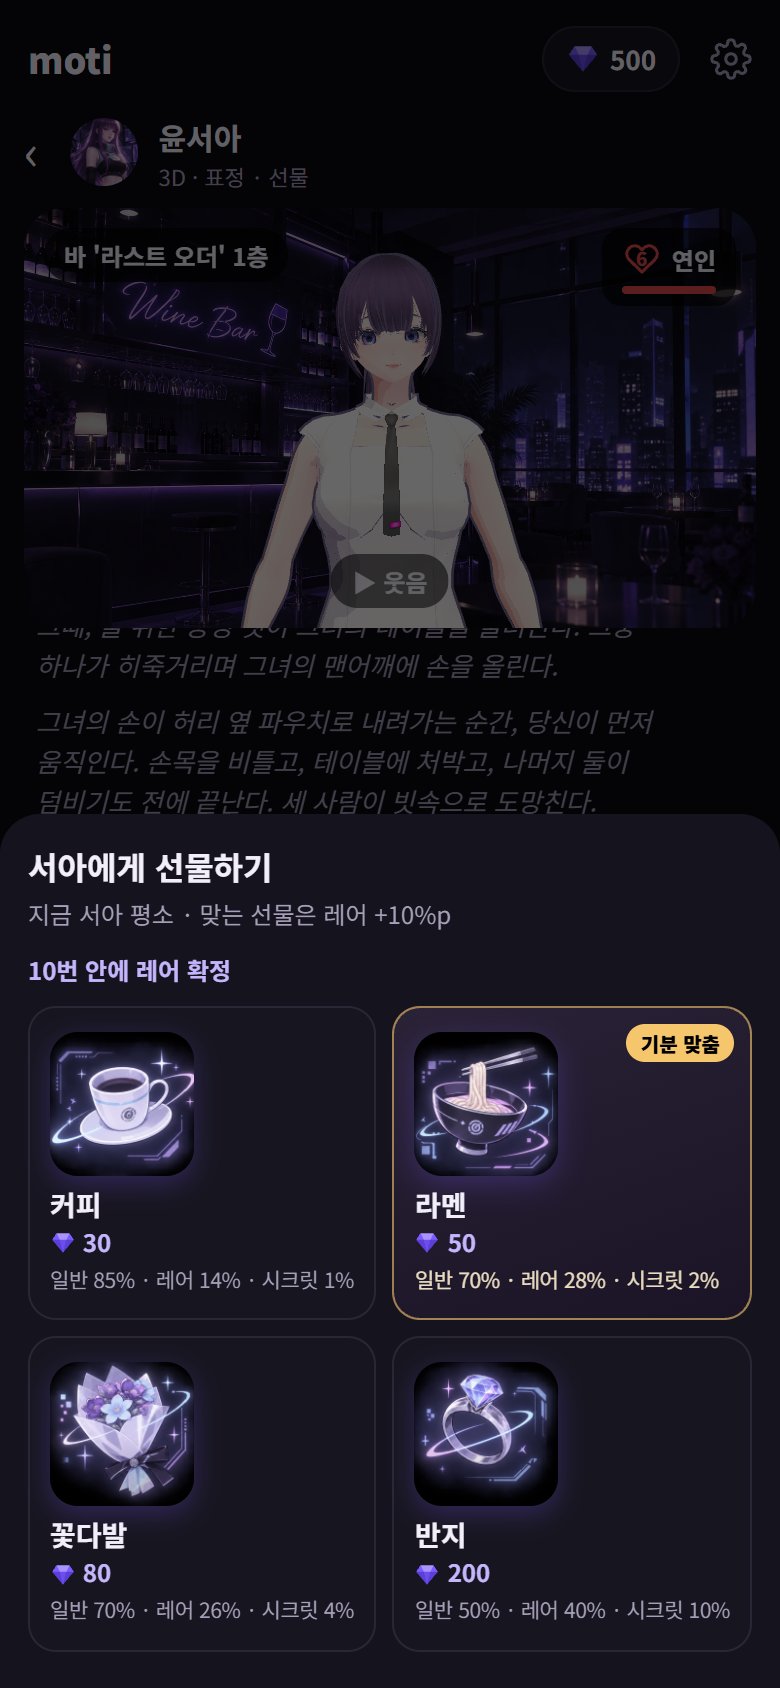 moti
500
윤서아
3D · 표정 · 선물
바 '라스트 오더' 1층
6 연인
Wine Bar
▶ 웃음
하나가 히죽거리며 그녀의 맨어깨에 손을 올린다.
그녀의 손이 허리 옆 파우치로 내려가는 순간, 당신이 먼저
움직인다. 손목을 비틀고, 테이블에 처박고, 나머지 둘이
덤비기도 전에 끝난다. 세 사람이 빗속으로 도망친다.
서아에게 선물하기
지금 서아 평소 · 맞는 선물은 레어 +10%p
10번 안에 레어 확정
커피
30
일반 85% · 레어 14% · 시크릿 1%
기분 맞춤
라멘
50
일반 70% · 레어 28% · 시크릿 2%
꽃다발
80
일반 70% · 레어 26% · 시크릿 4%
반지
200
일반 50% · 레어 40% · 시크릿 10%